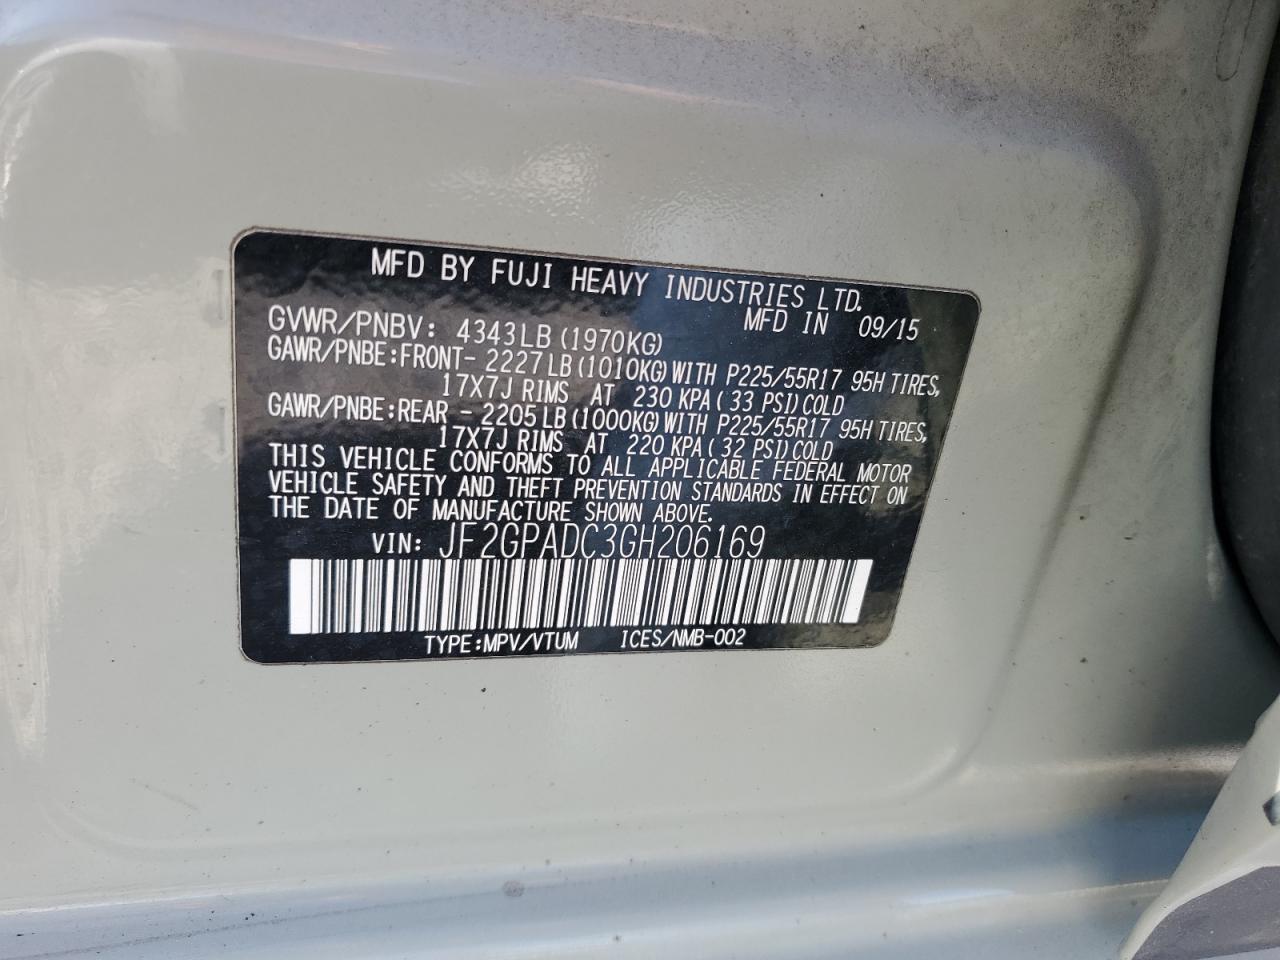 MFD BY FUJI HEAVY INDUSTRIES LTD.
MFD IN 09/15
GVWR/PNBV: 4343LB (1970KG)
GAWR/PNBE:FRONT- 2227LB(1010KG)WITH P225/55R17 95H TIRES,
17X7J RIMS AT 230 KPA( 33 PSI)COLD
GAWR/PNBE:REAR - 2205LB(1000KG)WITH P225/55R17 95H TIRES,
17X7J RIMS AT 220 KPA( 32 PSI)COLD
THIS VEHICLE CONFORMS TO ALL APPLICABLE FEDERAL MOTOR
VEHICLE SAFETY AND THEFT PREVENTION STANDARDS IN EFFECT ON
THE DATE OF MANUFACTURE SHOWN ABOVE.
VIN: JF2GPADC3GH206169
TYPE:MPV/VTUM ICES/NMB-002